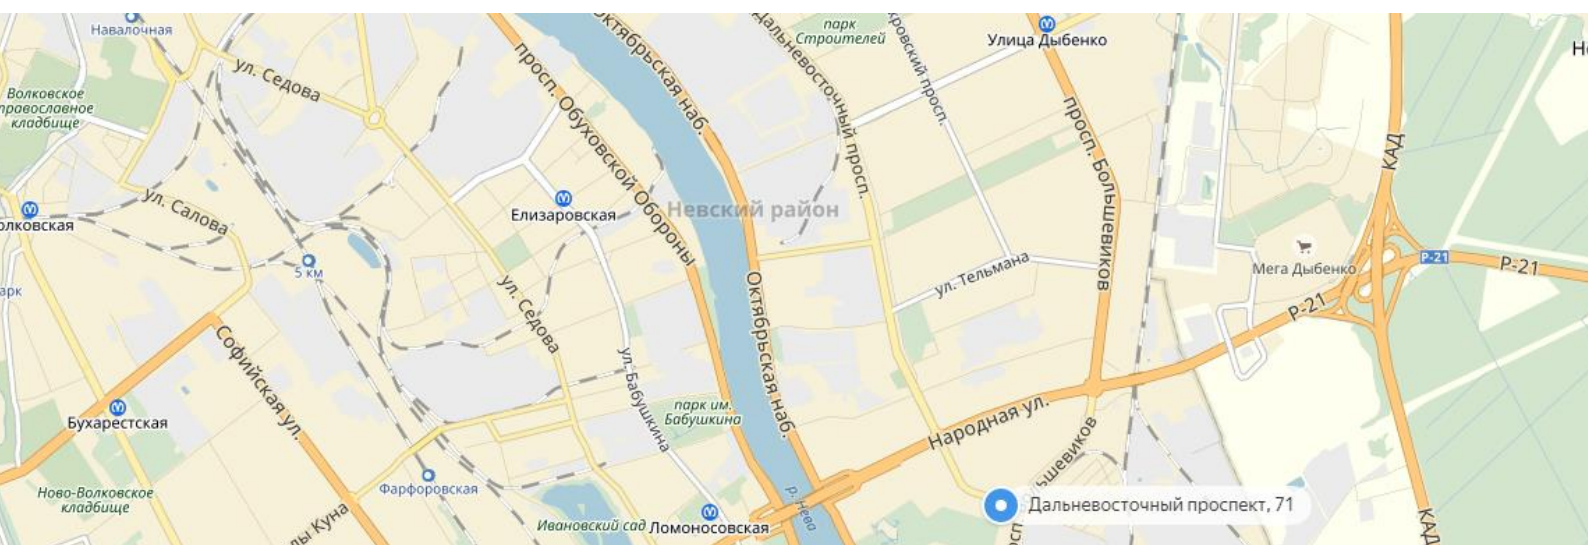 Навалочная
ул. Седова
Волковское
православное
кладбище
ул. Салова
5 км
Софийская ул.
Бухарестская
Ново-Волковское
кладбище
Фарфоровская
просп. Обуховской Обороны
Елизаровская
ул. Седова
ул. Бабушкина
парк им.
Бабушкина
Ивановский сад
Ломоносовская
р. Нева
Октябрьская наб.
Невский район
Октябрьская наб.
Дальневосточный просп.
парк
Строителей
Улица Дыбенко
просп. Большевиков
ул. Тельмана
Народная ул.
Дальневосточный проспект, 71
КАД
Мега Дыбенко
Р-21
Р-21
Р-21
КАД